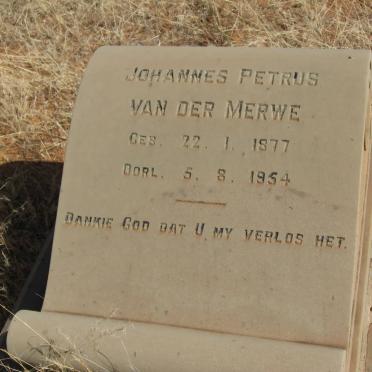 JOHANNES PETRUS
VAN DER MERWE
GEB. 22. 1. 1877
OORL. 5. 8. 1954
DANKIE GOD DAT U MY VERLOS HET.